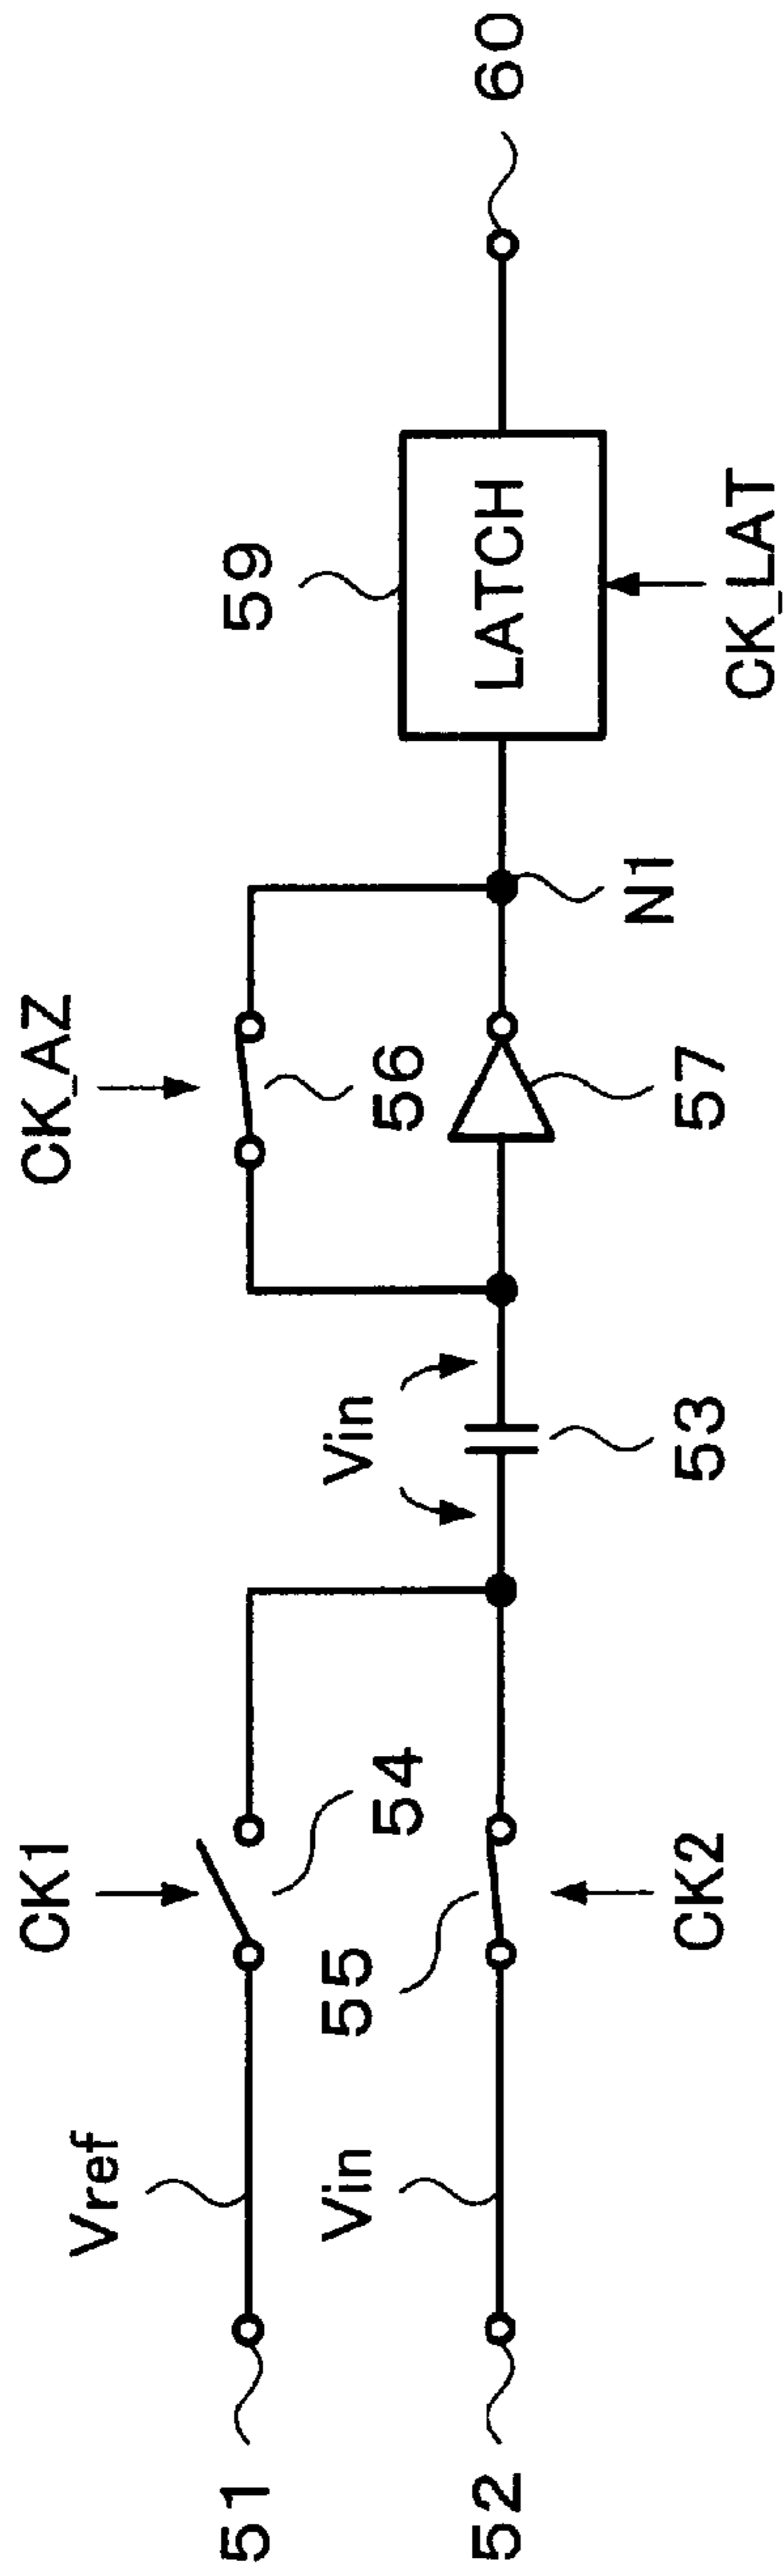 CK1
CK_AZ
Vref
54
56
59
51
Vin
55
Vin
LATCH
60
52
CK2
53
57
N1
CK_LAT